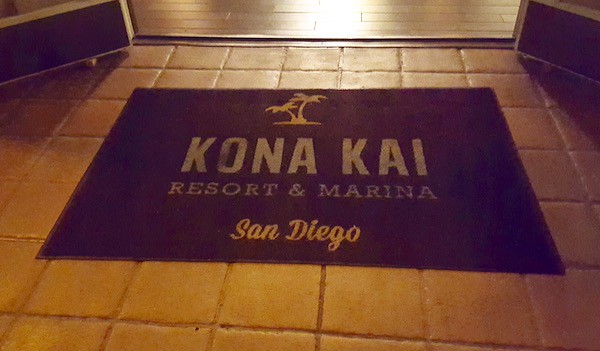 KONA KAI
RESORT & MARINA
San Diego